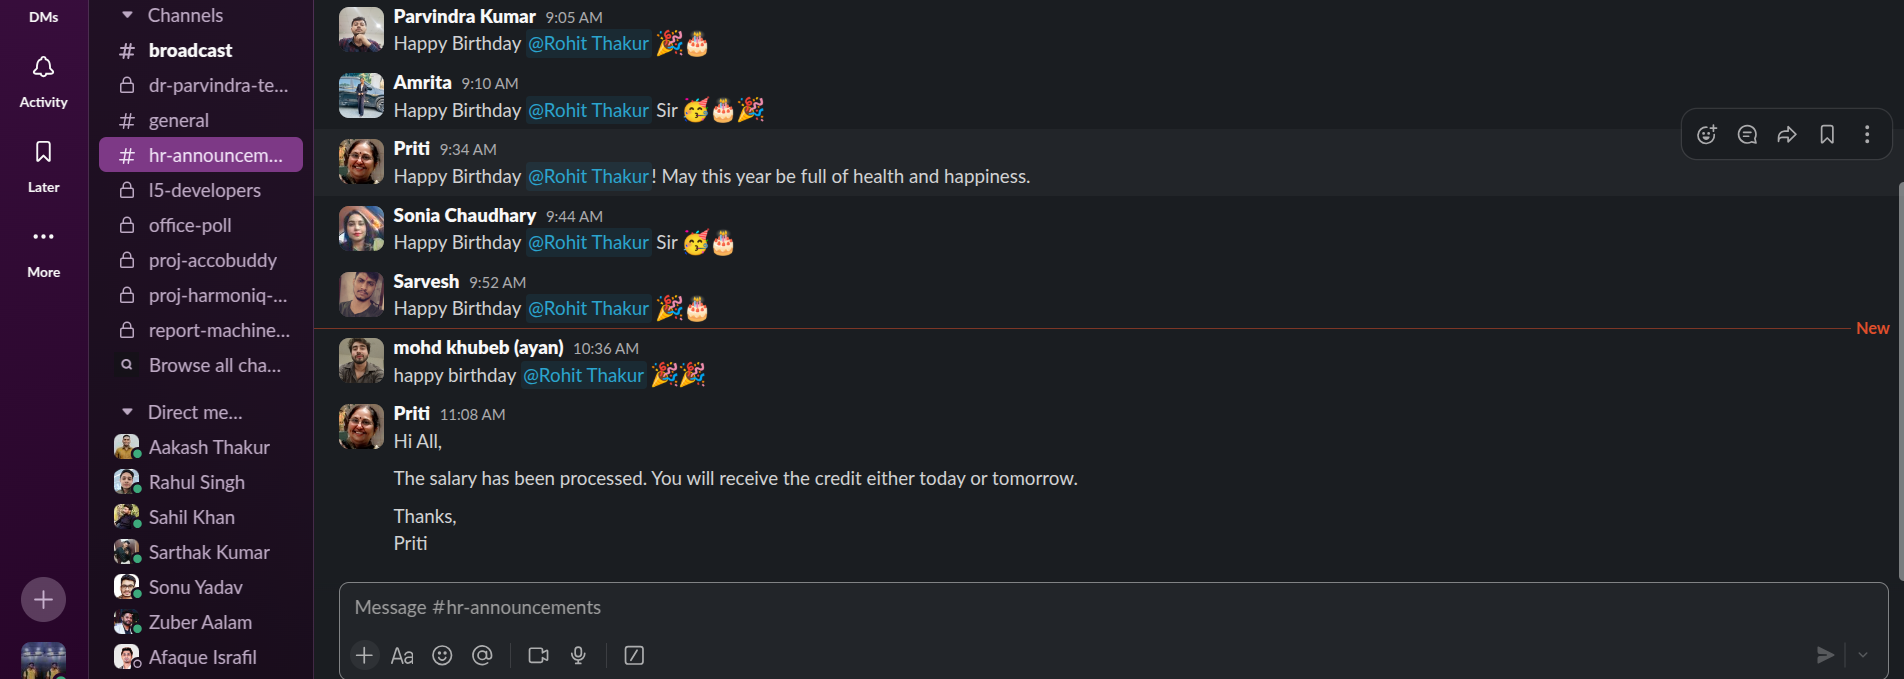 DMs
Activity
Later
More
Channels
broadcast
dr-parvindra-te...
general
hr-announcem...
l5-developers
office-poll
proj-accobuddy
proj-harmoniq-...
report-machine...
Browse all cha...
Direct me...
Aakash Thakur
Rahul Singh
Sahil Khan
Sarthak Kumar
Sonu Yadav
Zuber Aalam
Afaque Israfil
Parvindra Kumar 9:05 AM
Happy Birthday @Rohit Thakur 🎉🎂
Amrita 9:10 AM
Happy Birthday @Rohit Thakur Sir 🥳🎂🎉
Priti 9:34 AM
Happy Birthday @Rohit Thakur! May this year be full of health and happiness.
Sonia Chaudhary 9:44 AM
Happy Birthday @Rohit Thakur Sir 🥳🎂
Sarvesh 9:52 AM
Happy Birthday @Rohit Thakur 🎉🎂
New
mohd khubeb (ayan) 10:36 AM
happy birthday @Rohit Thakur 🎉🎉
Priti 11:08 AM
Hi All,
The salary has been processed. You will receive the credit either today or tomorrow.
Thanks,
Priti
Message #hr-announcements
Aa